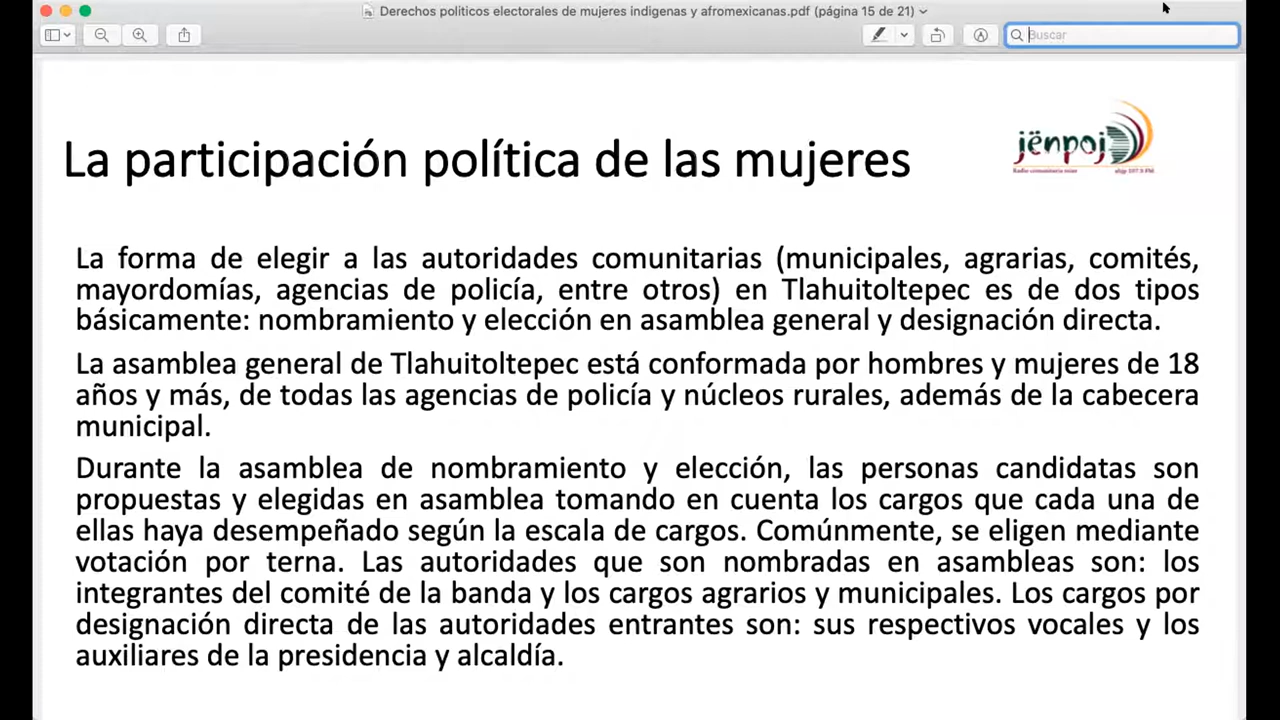 Derechos politicos electorales de mujeres indigenas y afromexicanas.pdf (página 15 de 21)
Buscar
La participación política de las mujeres
jënpoj
Radio comunitaria mixe
La forma de elegir a las autoridades comunitarias (municipales, agrarias, comités,
mayordomías, agencias de policía, entre otros) en Tlahuitoltepec es de dos tipos
básicamente: nombramiento y elección en asamblea general y designación directa.
La asamblea general de Tlahuitoltepec está conformada por hombres y mujeres de 18
años y más, de todas las agencias de policía y núcleos rurales, además de la cabecera
municipal.
Durante la asamblea de nombramiento y elección, las personas candidatas son
propuestas y elegidas en asamblea tomando en cuenta los cargos que cada una de
ellas haya desempeñado según la escala de cargos. Comúnmente, se eligen mediante
votación por terna. Las autoridades que son nombradas en asambleas son: los
integrantes del comité de la banda y los cargos agrarios y municipales. Los cargos por
designación directa de las autoridades entrantes son: sus respectivos vocales y los
auxiliares de la presidencia y alcaldía.